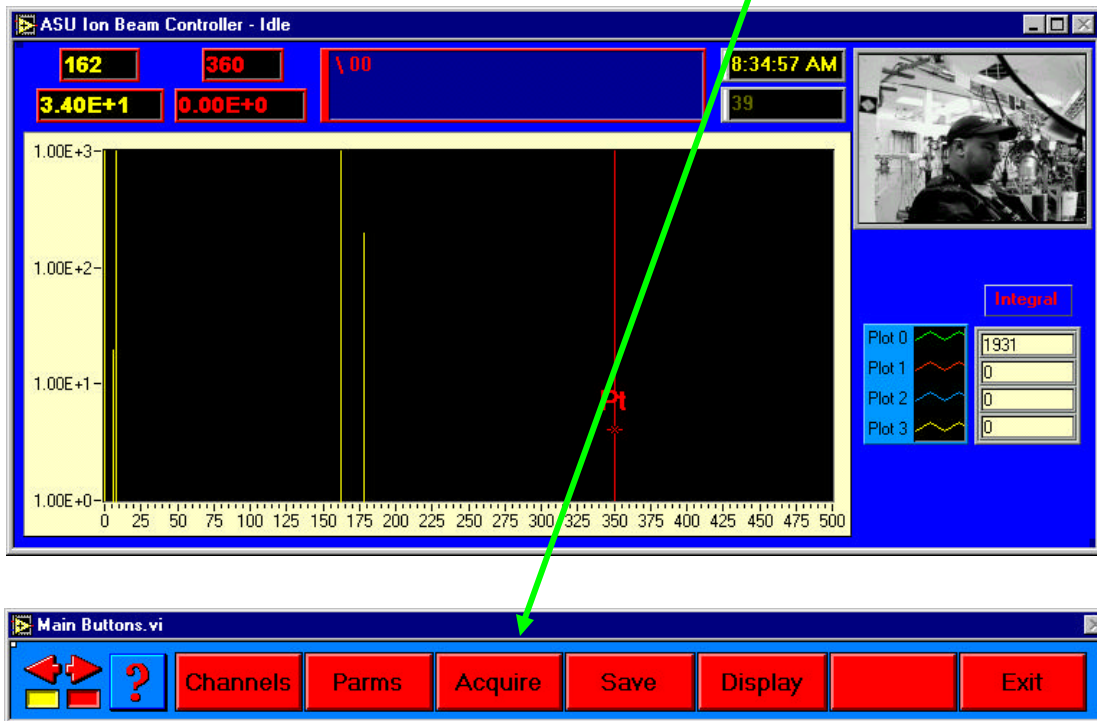 ASU Ion Beam Controller - Idle
162 360 \ 00 8:34:57 AM
3.40E+1 0.00E+0 39
1.00E+3
1.00E+2
1.00E+1
1.00E+0
Pt
0 25 50 75 100 125 150 175 200 225 250 275 300 325 350 375 400 425 450 475 500
Integral
Plot 0 1931
Plot 1 0
Plot 2 0
Plot 3 0
Main Buttons.vi
? Channels Parms Acquire Save Display Exit